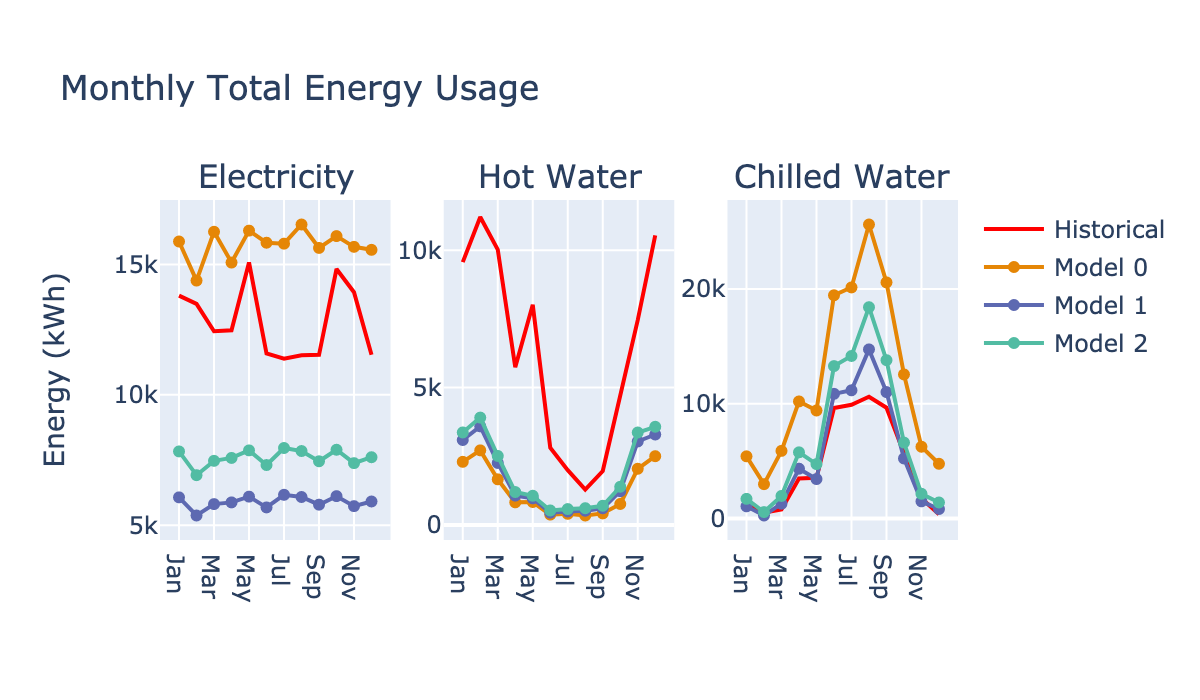 Monthly Total Energy Usage
Electricity
Hot Water
Chilled Water
Energy (kWh)
15k
10k
5k
Jan
Mar
May
Jul
Sep
Nov
10k
5k
0
Jan
Mar
May
Jul
Sep
Nov
20k
10k
0
Jan
Mar
May
Jul
Sep
Nov
Historical
Model 0
Model 1
Model 2